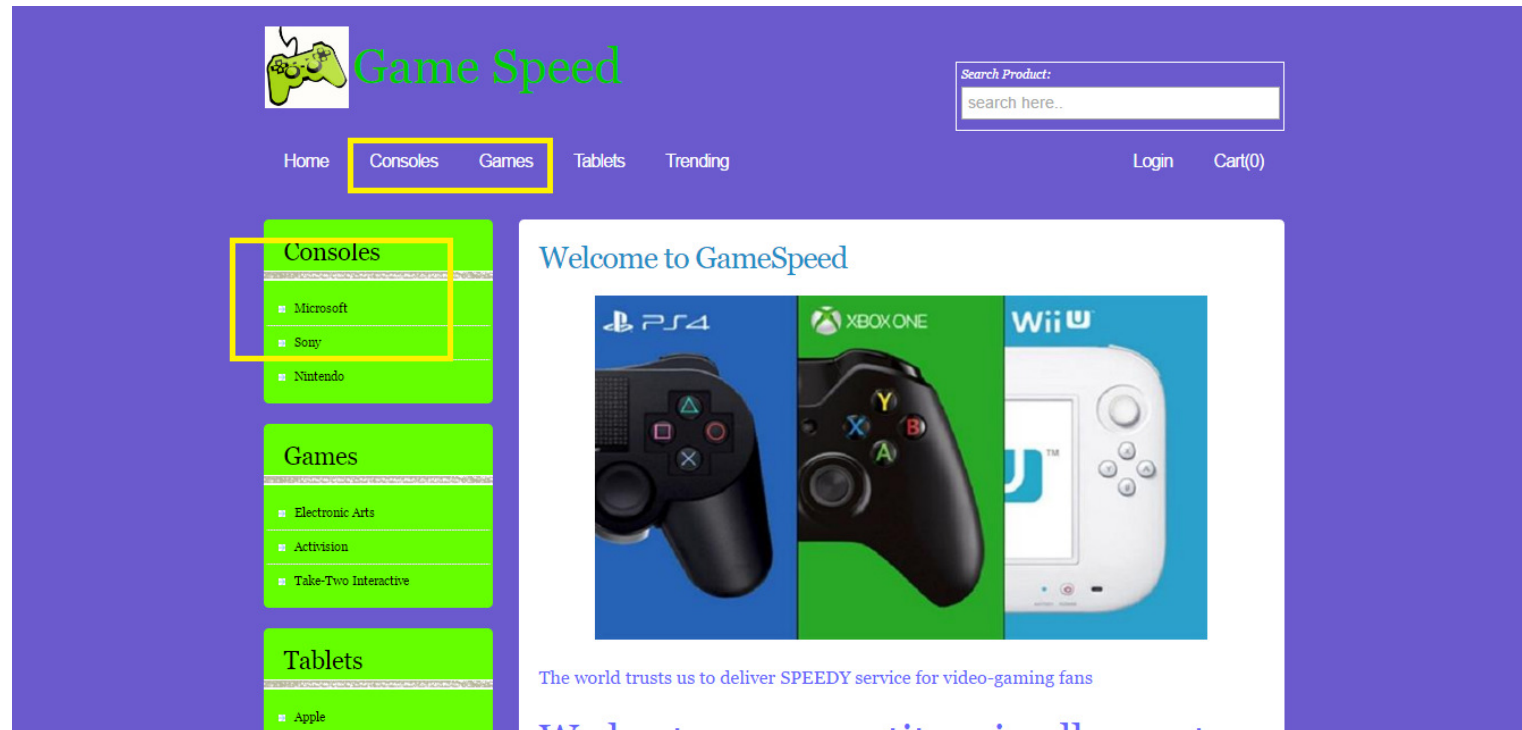 Game Speed
Search Product:
search here..
Home Consoles Games Tablets Trending Login Cart(0)
Consoles
Microsoft
Sony
Nintendo
Games
Electronic Arts
Activision
Take-Two Interactive
Tablets
Apple
Welcome to GameSpeed
PS4 XBOX ONE Wii U
Y
X B
A
U TM
The world trusts us to deliver SPEEDY service for video-gaming fans